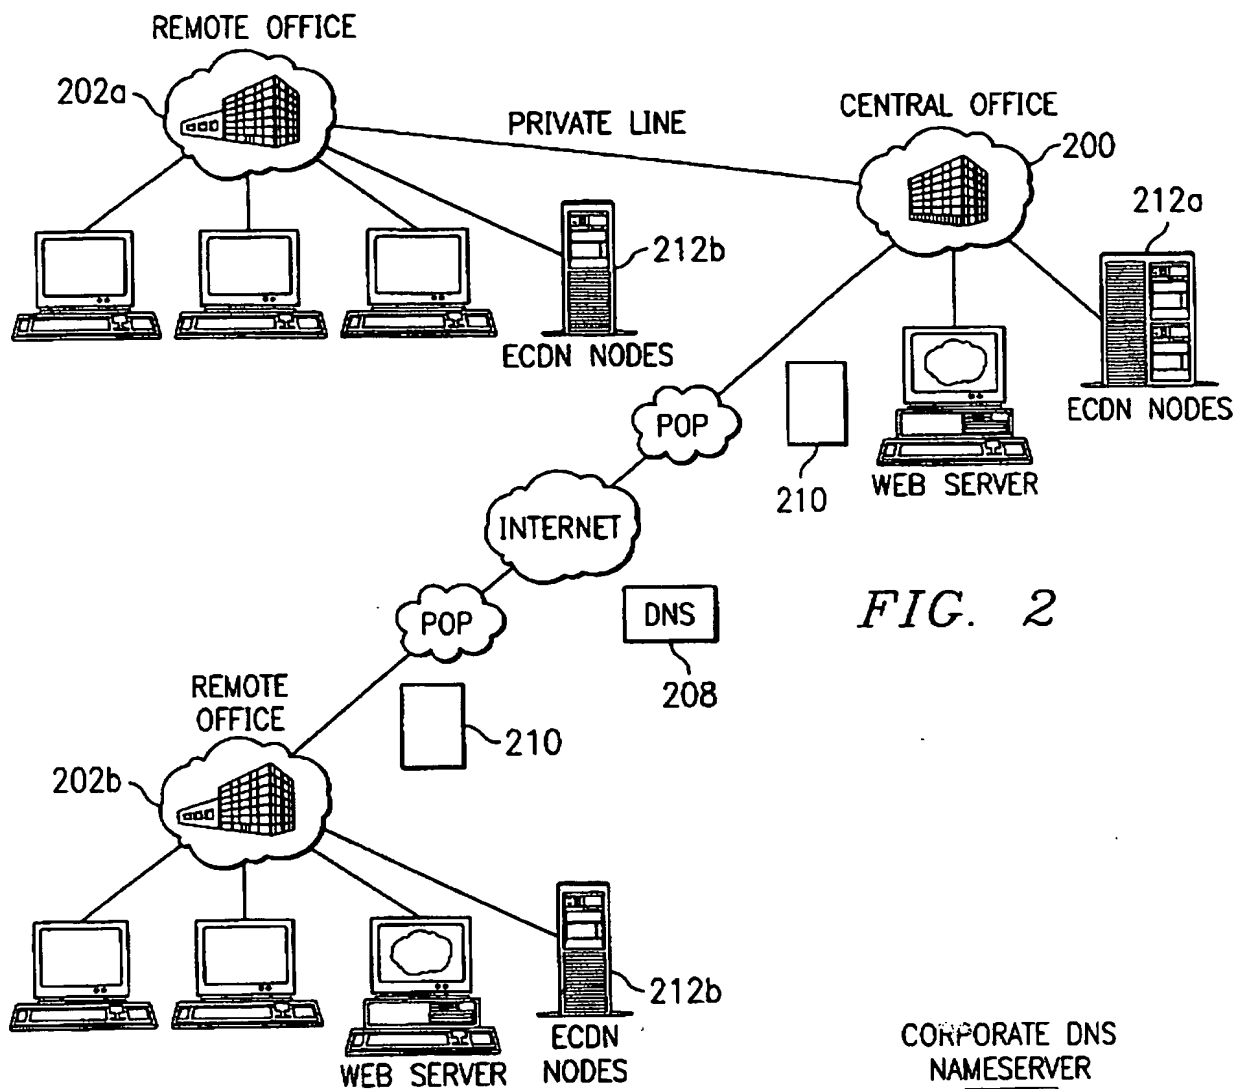 REMOTE OFFICE
202a
PRIVATE LINE
CENTRAL OFFICE
200
212a
212b
ECDN NODES
ECDN NODES
POP
210
WEB SERVER
INTERNET
FIG. 2
POP
DNS
208
REMOTE
OFFICE
210
202b
212b
ECDN
NODES
WEB SERVER
CORPORATE DNS
NAMESERVER